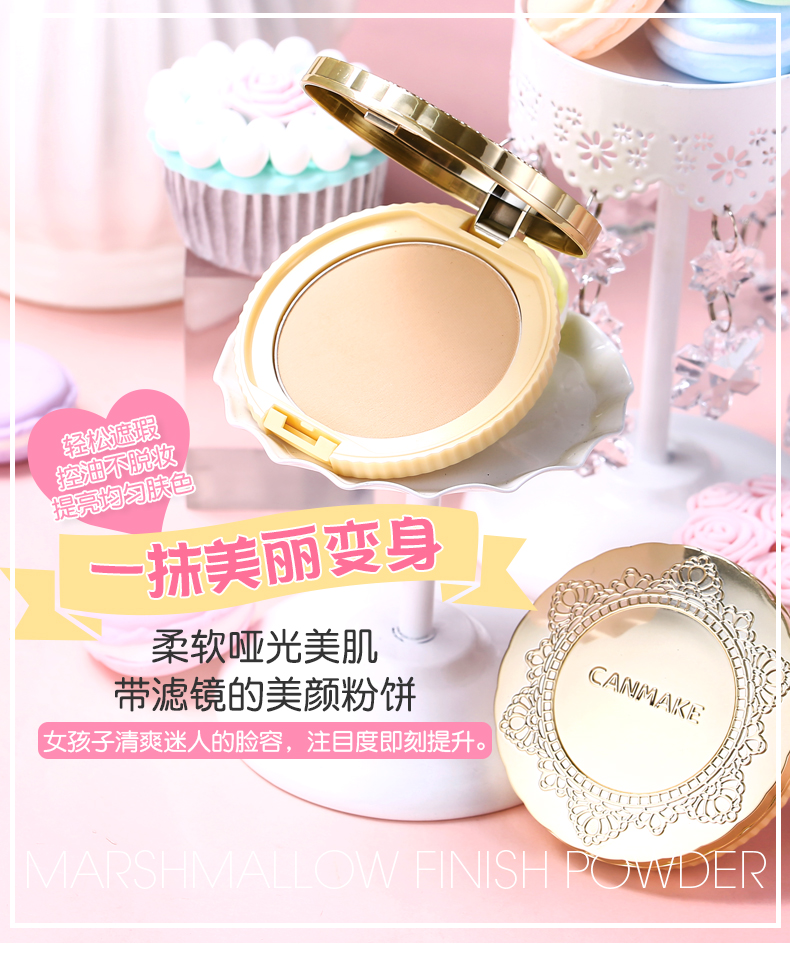 轻松遮瑕
控油不脱妆
提亮均匀肤色
一抹美丽变身
柔软哑光美肌
带滤镜的美颜粉饼
女孩子清爽迷人的脸容，注目度即刻提升。
CANMAKE
MARSHMALLOW FINISH POWDER